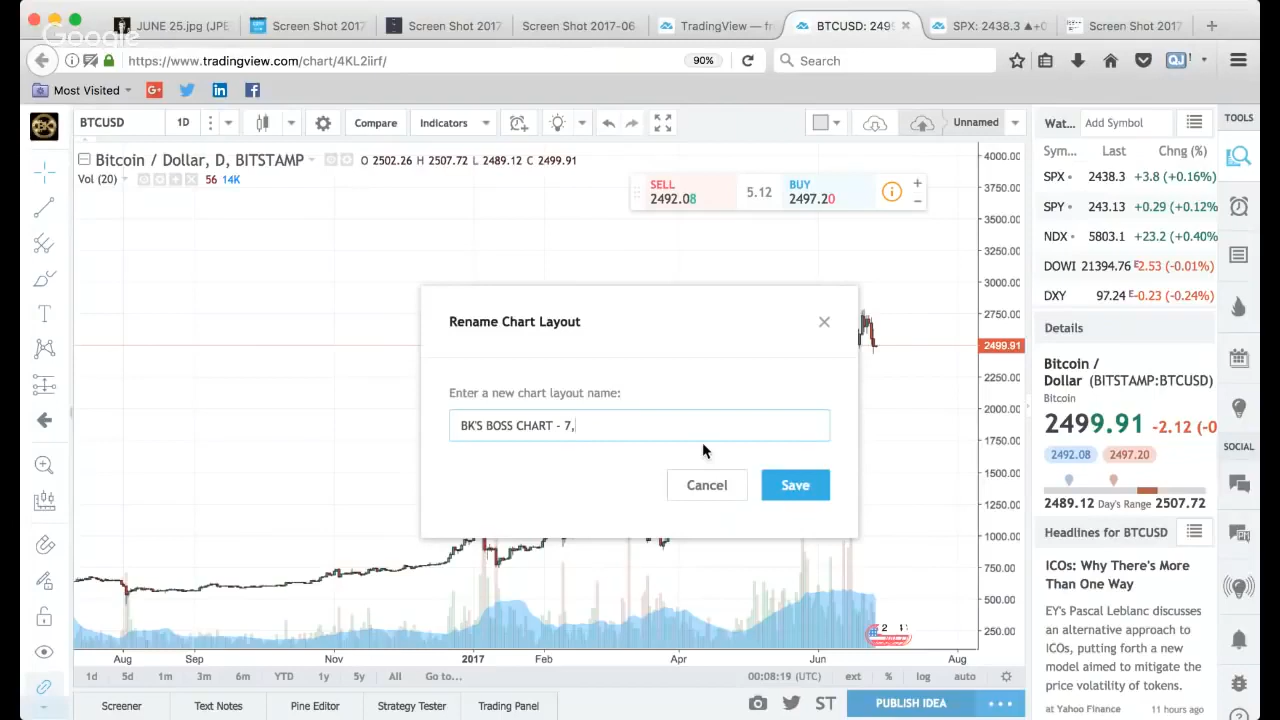 JUNE 25.jpg (JPE
Screen Shot 2017
Screen Shot 2017-
Screen Shot 2017-06
TradingView — fr
BTCUSD: 249
SPX: 2438.3 ▲+0
Screen Shot 2017
Google
https://www.tradingview.com/chart/4KL2iirf/
90%
Search
Most Visited
BTCUSD
1D
Compare
Indicators
Unnamed
Wat...
Add Symbol
TOOLS
Bitcoin / Dollar, D, BITSTAMP
O 2502.26 H 2507.72 L 2489.12 C 2499.91
Vol (20)
56 14K
SELL
2492.08
5.12
BUY
2497.20
4000.00
3750.00
3500.00
3250.00
3000.00
2750.00
2499.91
2250.00
2000.00
1750.00
1500.00
1250.00
1000.00
750.00
500.00
250.00
Sym... Last Chng (%)
SPX 2438.3 +3.8 (+0.16%)
SPY 243.13 +0.29 (+0.12%
NDX 5803.1 +23.2 (+0.40%
DOWI 21394.76 E-2.53 (-0.01%)
DXY 97.24 E-0.23 (-0.24%)
Details
Bitcoin /
Dollar (BITSTAMP:BTCUSD)
Bitcoin
2499.91 -2.12 (-0
2492.08 2497.20
2489.12 Day's Range 2507.72
SOCIAL
Headlines for BTCUSD
ICOs: Why There's More
Than One Way
EY's Pascal Leblanc discusses
an alternative approach to
ICOs, putting forth a new
model aimed to mitigate the
price volatility of tokens.
at Yahoo Finance 11 hours ago
Rename Chart Layout
Enter a new chart layout name:
BK'S BOSS CHART - 7,
Cancel
Save
2
Aug Sep Nov 2017 Feb Apr Jun Aug
1d 5d 1m 3m 6m YTD 1y 5y All Go to...
00:08:19 (UTC) ext % log auto
Screener
Text Notes
Pine Editor
Strategy Tester
Trading Panel
ST
PUBLISH IDEA